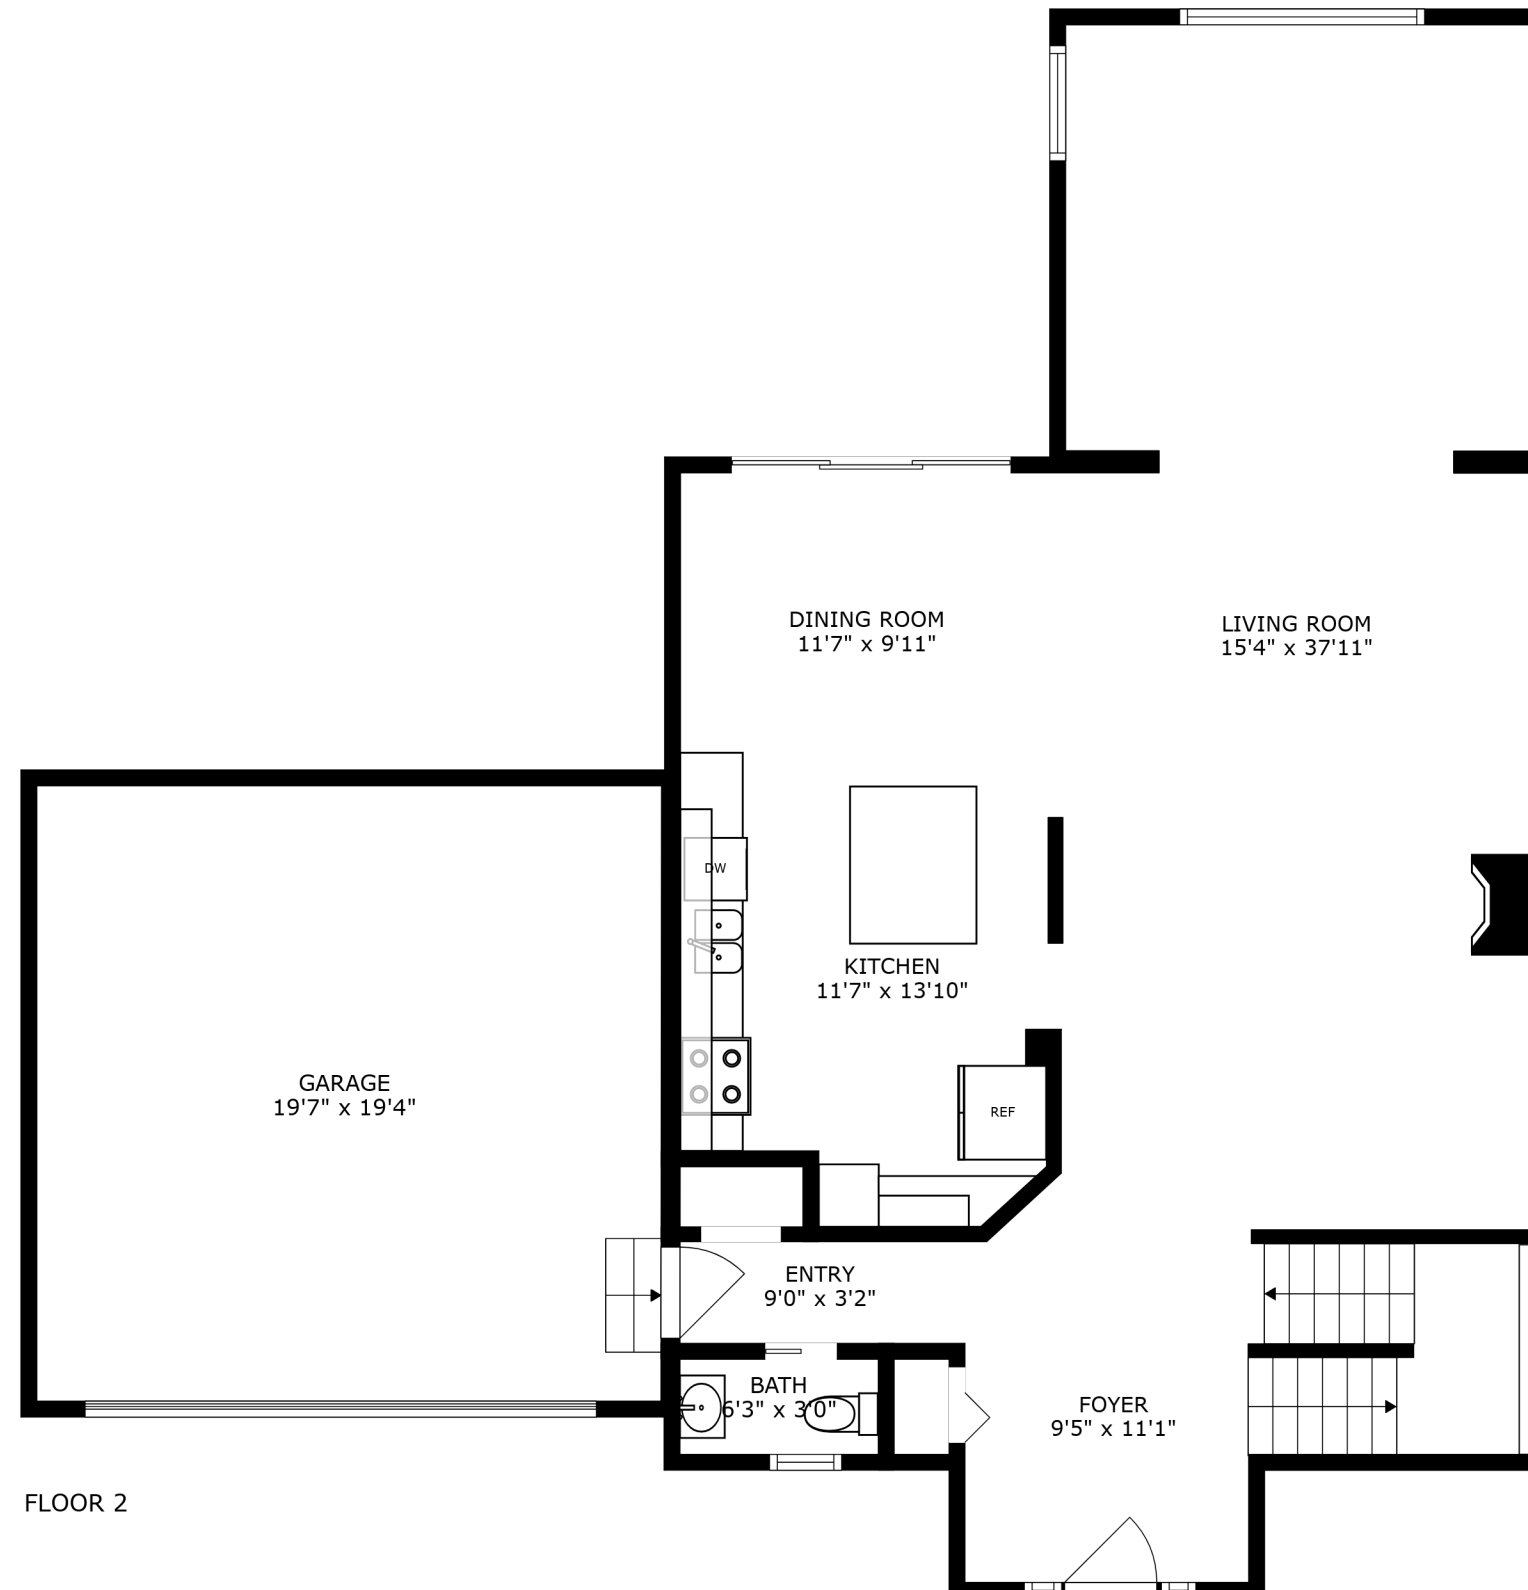 DINING ROOM
11'7" x 9'11"
LIVING ROOM
15'4" x 37'11"
DW
KITCHEN
11'7" x 13'10"
GARAGE
19'7" x 19'4"
REF
ENTRY
9'0" x 3'2"
BATH
6'3" x 3'0"
FOYER
9'5" x 11'1"
FLOOR 2